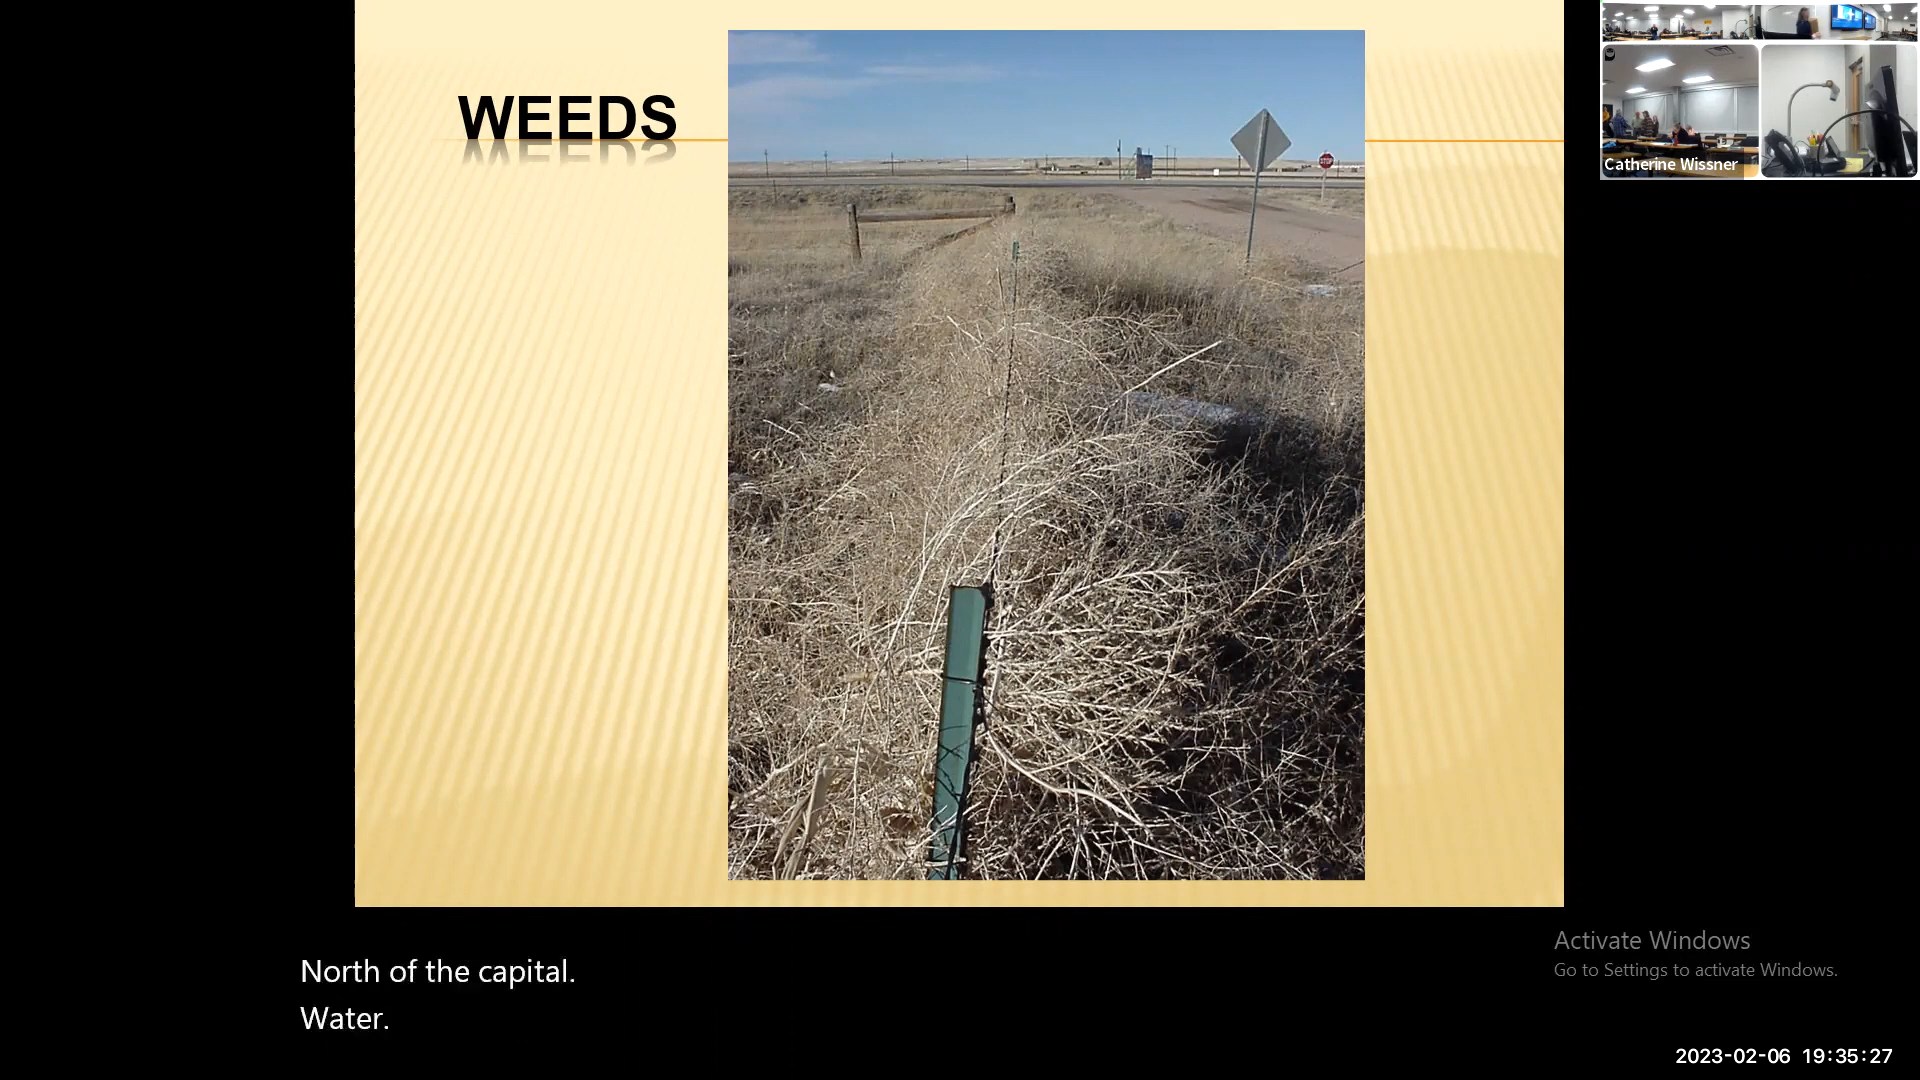 WEEDS
STOP
Catherine Wissner
North of the capital.
Water.
Activate Windows
Go to Settings to activate Windows.
2023-02-06 19:35:27